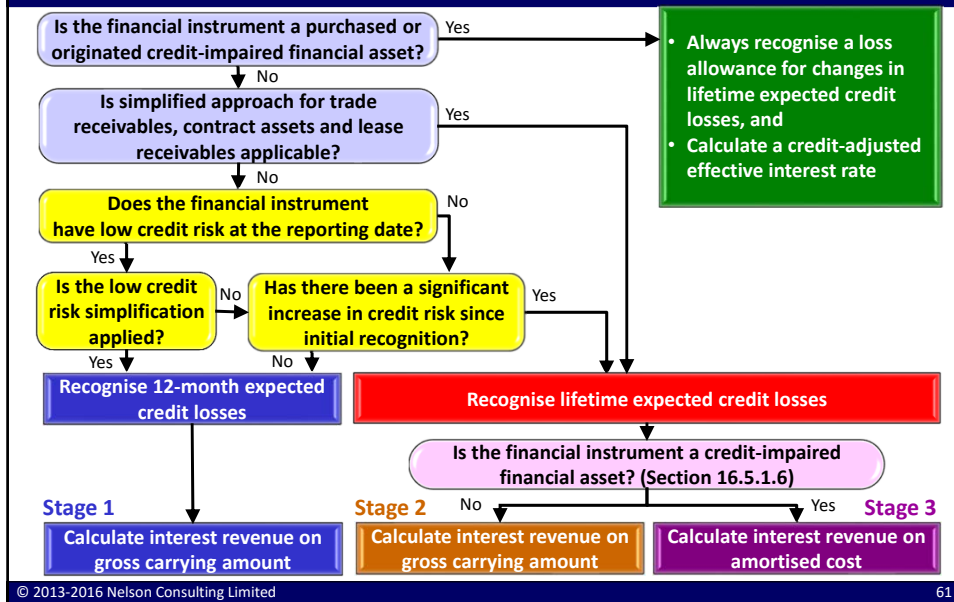 Is the financial instrument a purchased or
originated credit-impaired financial asset?
Yes
• Always recognise a loss
allowance for changes in
lifetime expected credit
losses, and
• Calculate a credit-adjusted
effective interest rate
No
Is simplified approach for trade
receivables, contract assets and lease
receivables applicable?
Yes
No
Does the financial instrument
have low credit risk at the reporting date?
No
Yes
Is the low credit
risk simplification
applied?
No
Has there been a significant
increase in credit risk since
initial recognition?
Yes
Yes
No
Recognise 12-month expected
credit losses
Recognise lifetime expected credit losses
Is the financial instrument a credit-impaired
financial asset? (Section 16.5.1.6)
Stage 1
Stage 2
No
Yes
Stage 3
Calculate interest revenue on
gross carrying amount
Calculate interest revenue on
gross carrying amount
Calculate interest revenue on
amortised cost
© 2013-2016 Nelson Consulting Limited
61